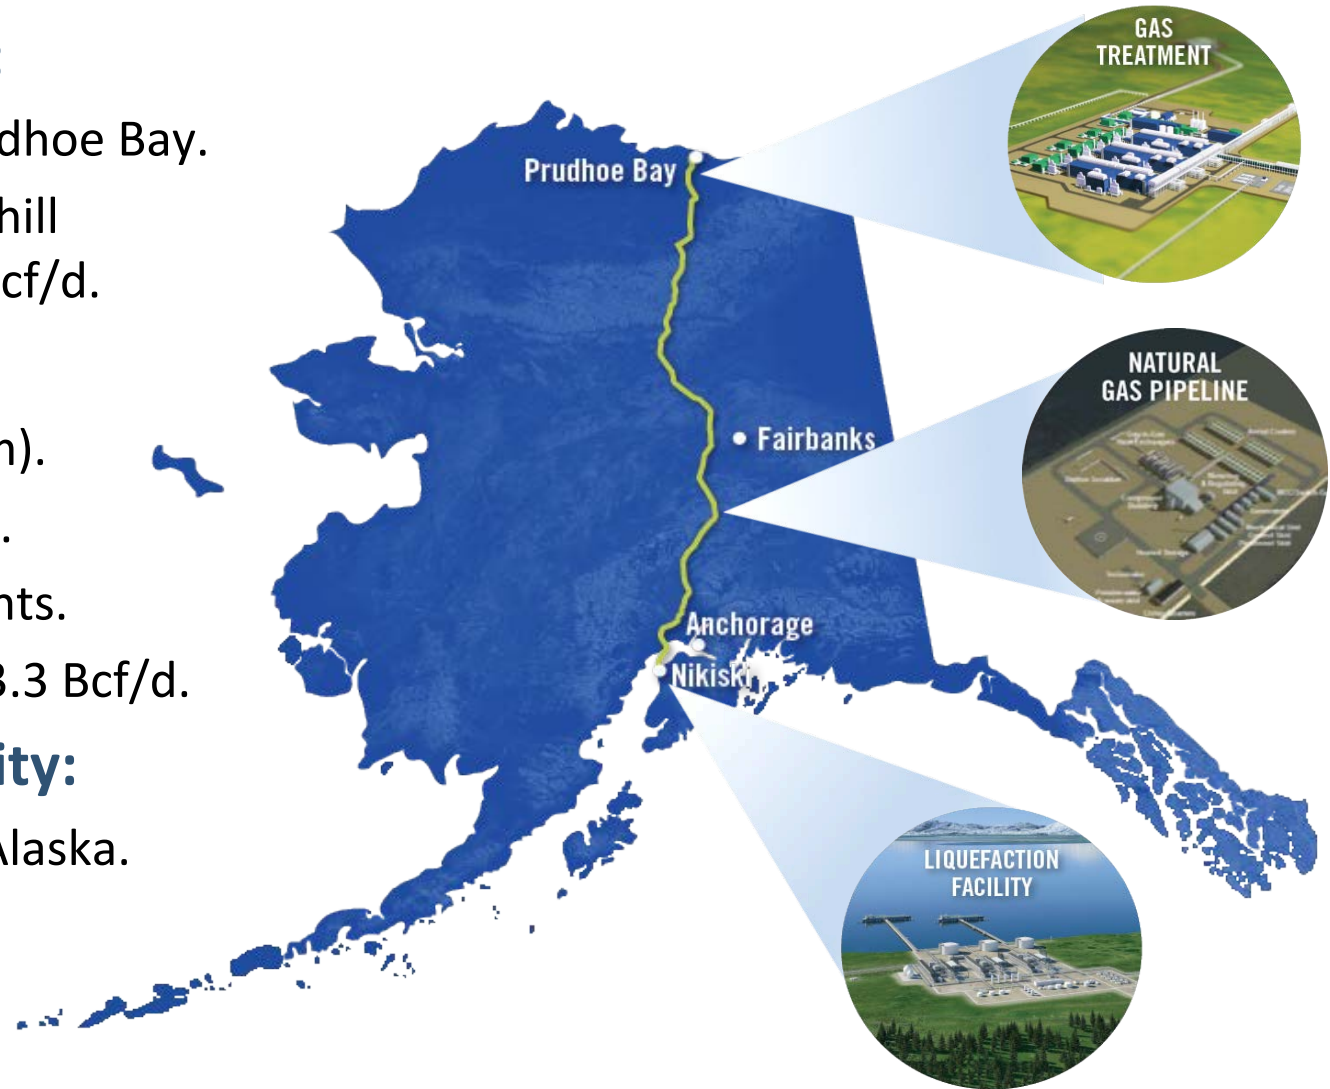 :
dhoe Bay.
hill
cf/d.
n).
.
nts.
3.3 Bcf/d.
ity:
Alaska.
Prudhoe Bay
Fairbanks
Anchorage
Nikiski
GAS
TREATMENT
NATURAL
GAS PIPELINE
LIQUEFACTION
FACILITY